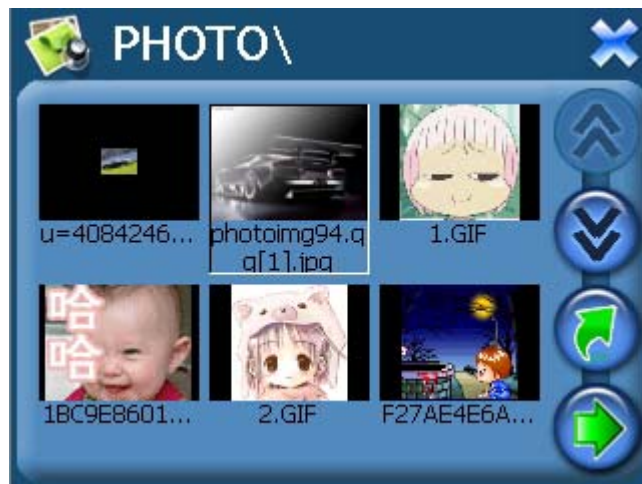 PHOTO\
u=4084246...
photoimg94.q
q[1].jpg
1.GIF
哈
哈
1BC9E8601...
2.GIF
F27AE4E6A...